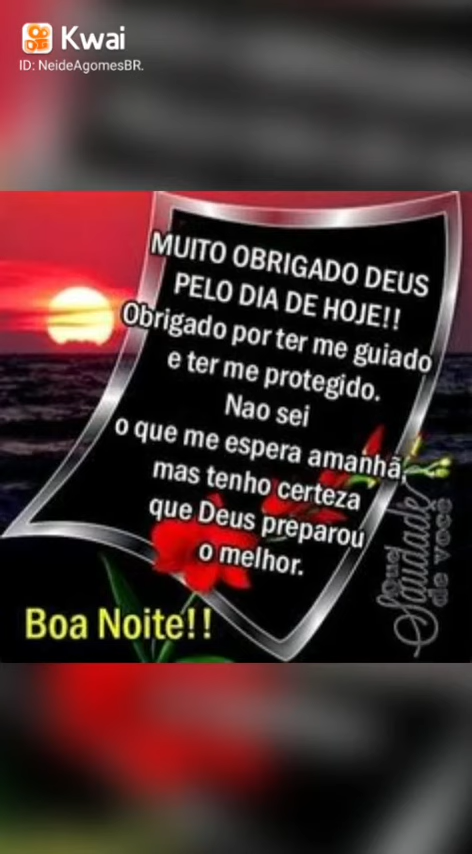 Kwai
ID: NeideAgomesBR.
MUITO OBRIGADO DEUS
PELO DIA DE HOJE!!
Obrigado por ter me guiado
e ter me protegido.
Nao sei
o que me espera amanhã,
mas tenho certeza
que Deus preparou
o melhor.
Boa Noite!!
Saudade
de você